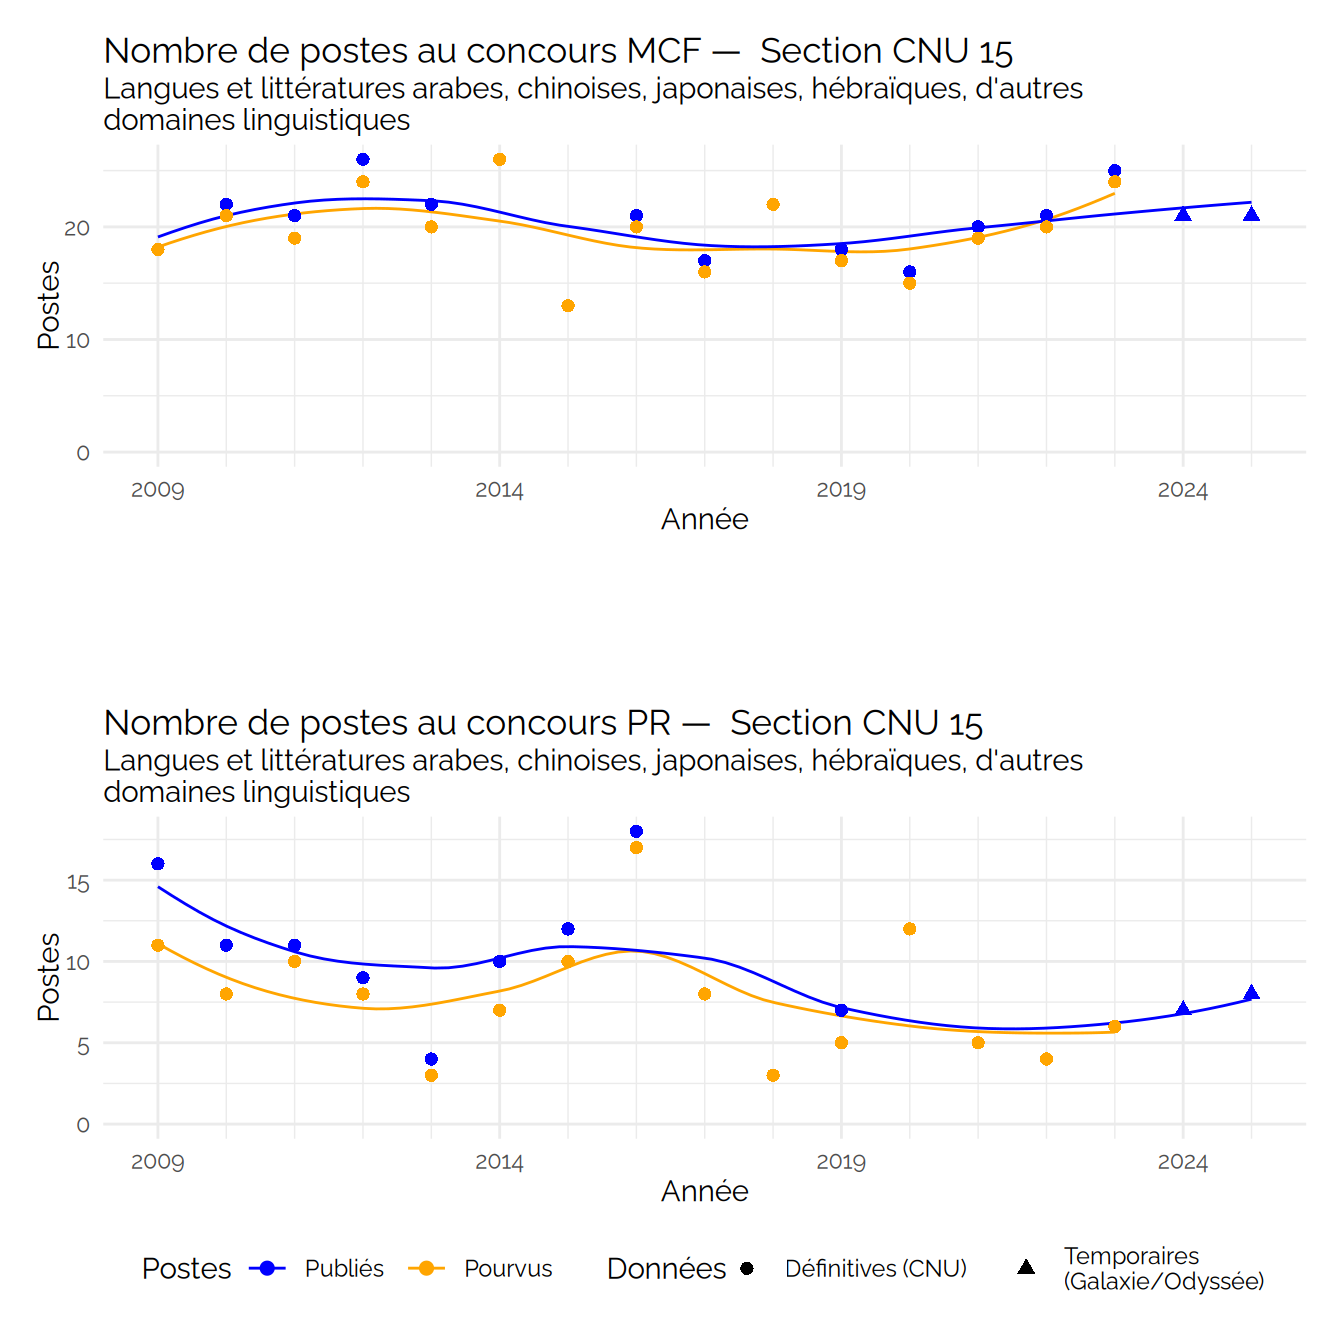 Nombre de postes au concours MCF —  Section CNU 15
Langues et littératures arabes, chinoises, japonaises, hébraïques, d'autres
domaines linguistiques
20
10
0
Postes
2009 2014 2019 2024
Année
Nombre de postes au concours PR —  Section CNU 15
Langues et littératures arabes, chinoises, japonaises, hébraïques, d'autres
domaines linguistiques
15
10
5
0
Postes
2009 2014 2019 2024
Année
Postes Publiés Pourvus Données Définitives (CNU) Temporaires
(Galaxie/Odyssée)